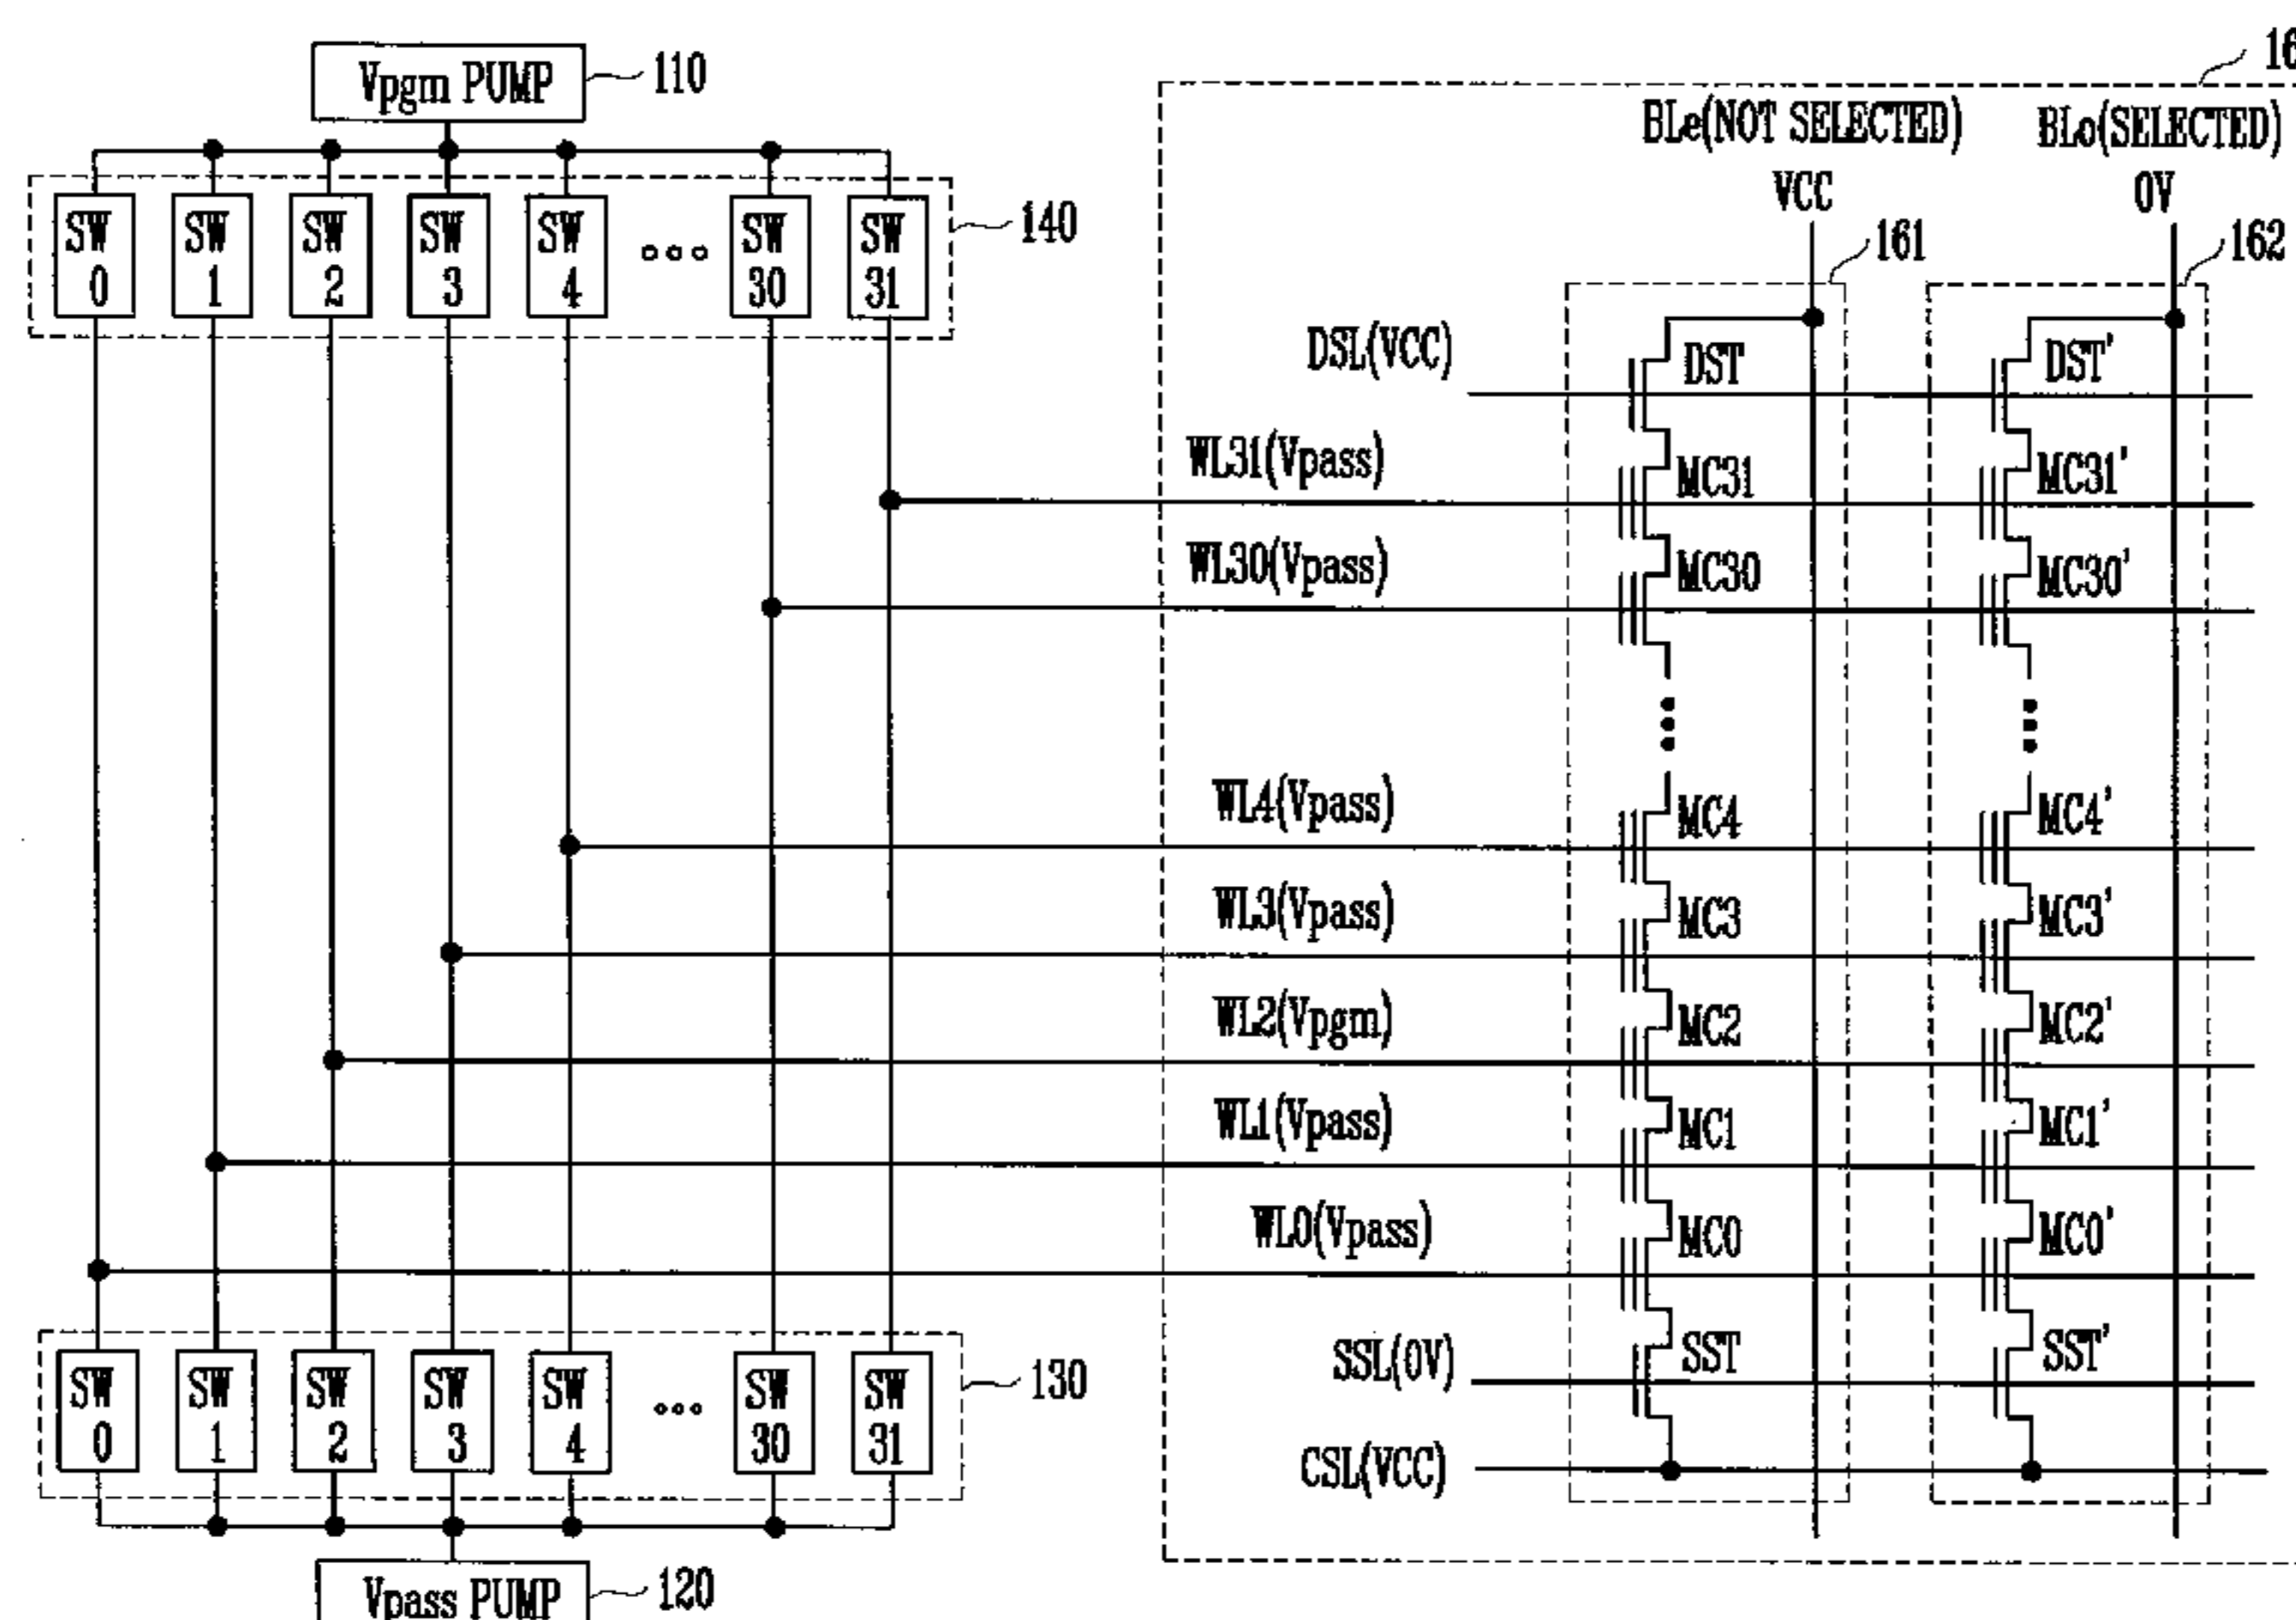 Vpgm PUMP
110
SW 0
SW 1
SW 2
SW 3
SW 4
SW 30
SW 31
140
BLe(NOT SELECTED)
BLo(SELECTED)
VCC
0V
161
162
DSL(VCC)
DST
DST'
WL31(Vpass)
MC31
MC31'
WL30(Vpass)
MC30
MC30'
WL4(Vpass)
MC4
MC4'
WL3(Vpass)
MC3
MC3'
WL2(Vpgm)
MC2
MC2'
WL1(Vpass)
MC1
MC1'
WL0(Vpass)
MC0
MC0'
SSL(0V)
SST
SST'
CSL(VCC)
SW 0
SW 1
SW 2
SW 3
SW 4
SW 30
SW 31
130
Vpass PUMP
120